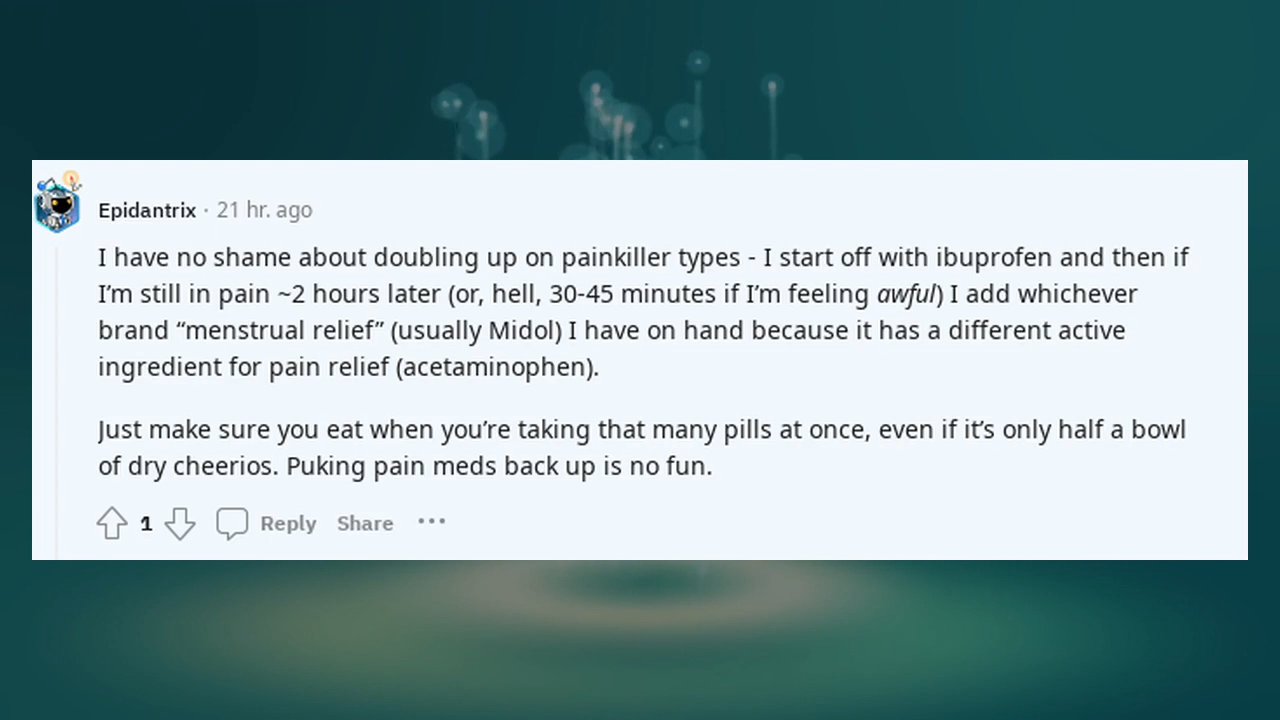 Epidantrix · 21 hr. ago
I have no shame about doubling up on painkiller types - I start off with ibuprofen and then if
I’m still in pain ~2 hours later (or, hell, 30-45 minutes if I’m feeling awful) I add whichever
brand “menstrual relief” (usually Midol) I have on hand because it has a different active
ingredient for pain relief (acetaminophen).
Just make sure you eat when you’re taking that many pills at once, even if it’s only half a bowl
of dry cheerios. Puking pain meds back up is no fun.
1 Reply Share ···